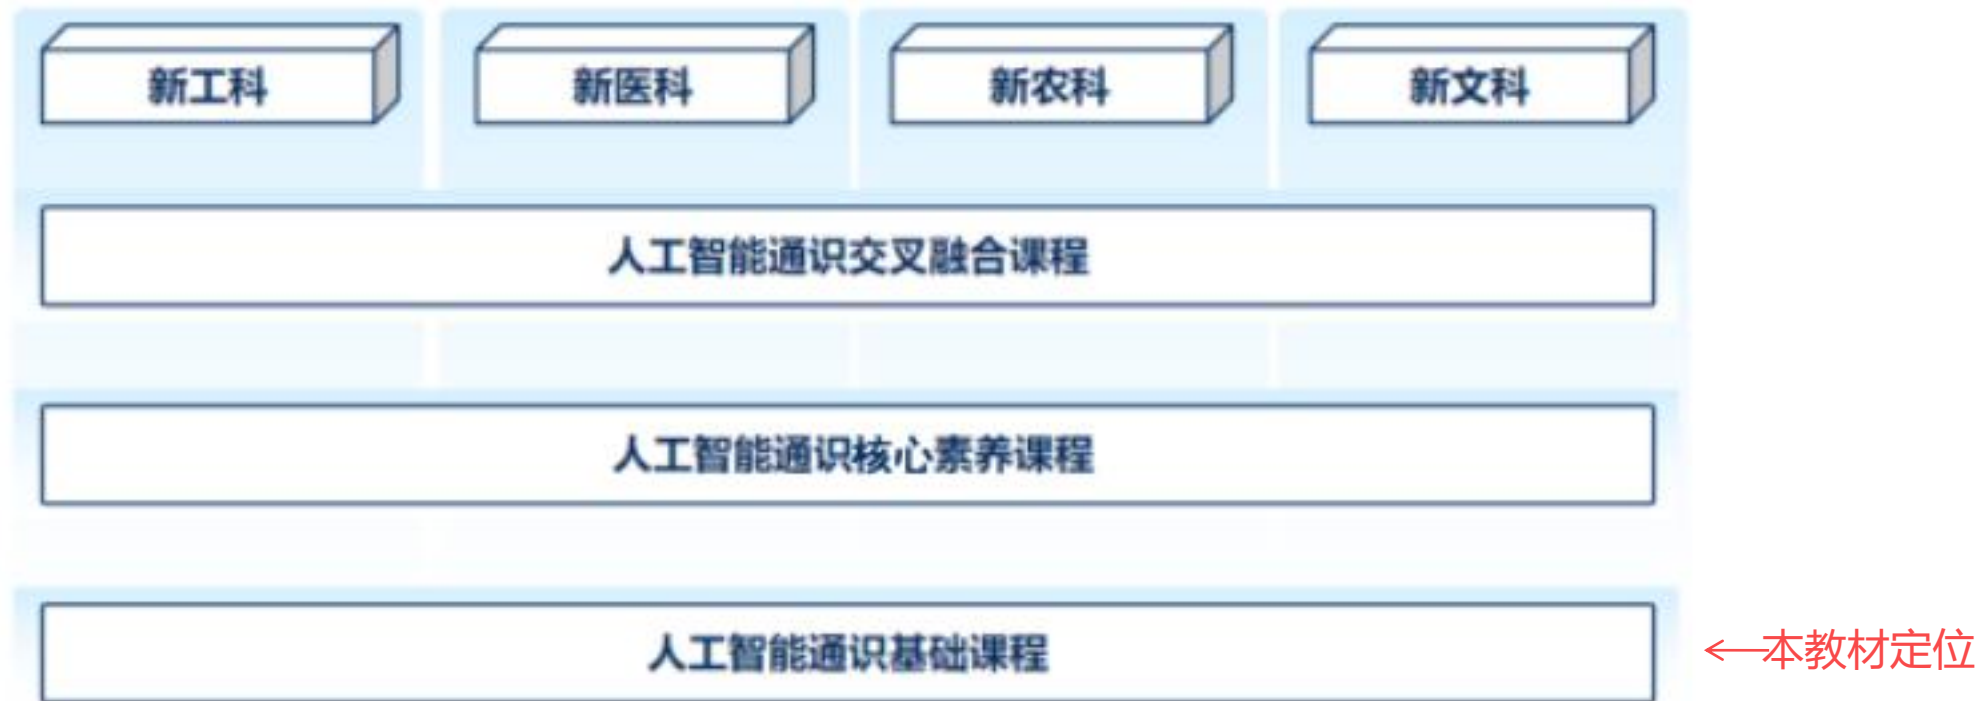 新工科
新医科
新农科
新文科
人工智能通识交叉融合课程
人工智能通识核心素养课程
人工智能通识基础课程
本教材定位